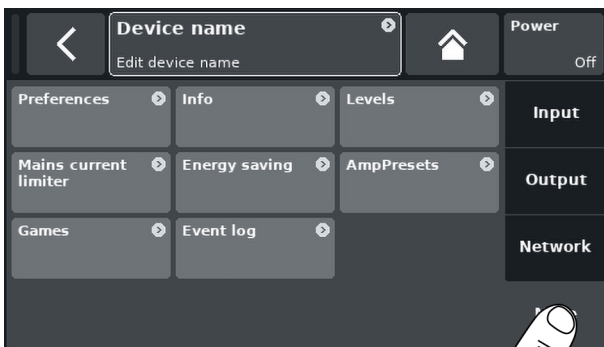 Device name
Edit device name
Power
Off
Preferences
Info
Levels
Input
Mains current
limiter
Energy saving
AmpPresets
Output
Games
Event log
Network